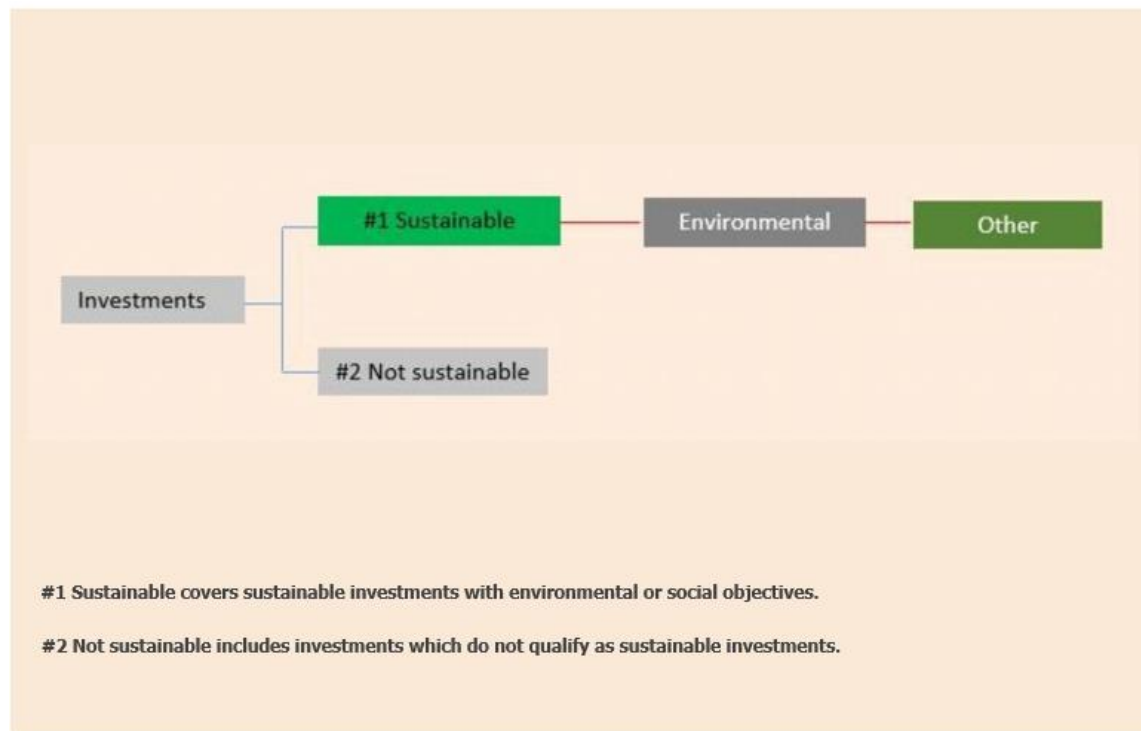 #1 Sustainable
Environmental
Other
Investments
#2 Not sustainable
#1 Sustainable covers sustainable investments with environmental or social objectives.
#2 Not sustainable includes investments which do not qualify as sustainable investments.